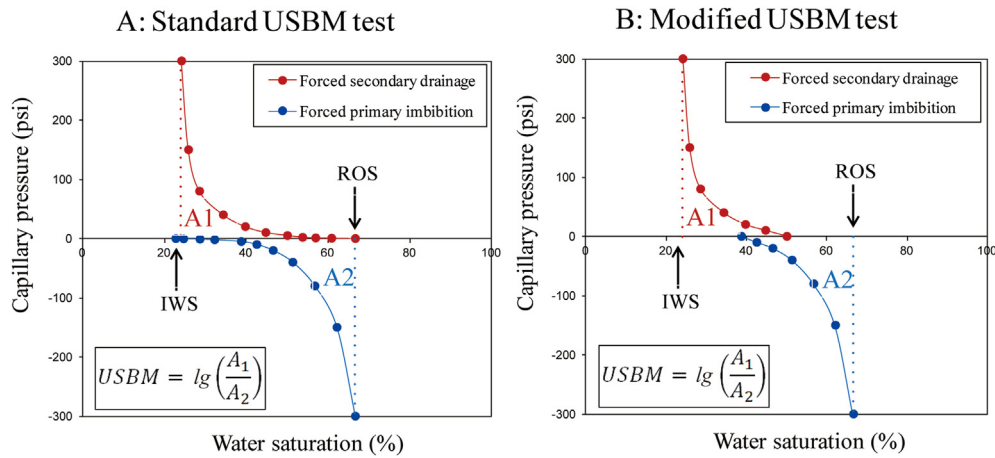 A: Standard USBM test
Capillary pressure (psi)
300
200
100
0
-100
-200
-300
0
20
40
60
80
100
Forced secondary drainage
Forced primary imbibition
ROS
A1
A2
IWS
USBM = lg(A1/A2)
Water saturation (%)
B: Modified USBM test
Capillary pressure (psi)
300
200
100
0
-100
-200
-300
0
20
40
60
80
100
Forced secondary drainage
Forced primary imbibition
ROS
A1
A2
IWS
USBM = lg(A1/A2)
Water saturation (%)